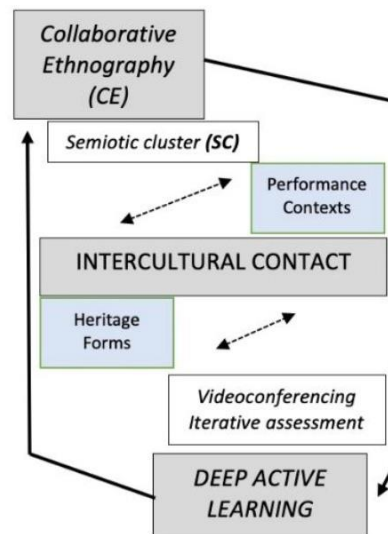 Collaborative
Ethnography
(CE)
Semiotic cluster (SC)
Performance
Contexts
INTERCULTURAL CONTACT
Heritage
Forms
Videoconferencing
Iterative assessment
DEEP ACTIVE
LEARNING